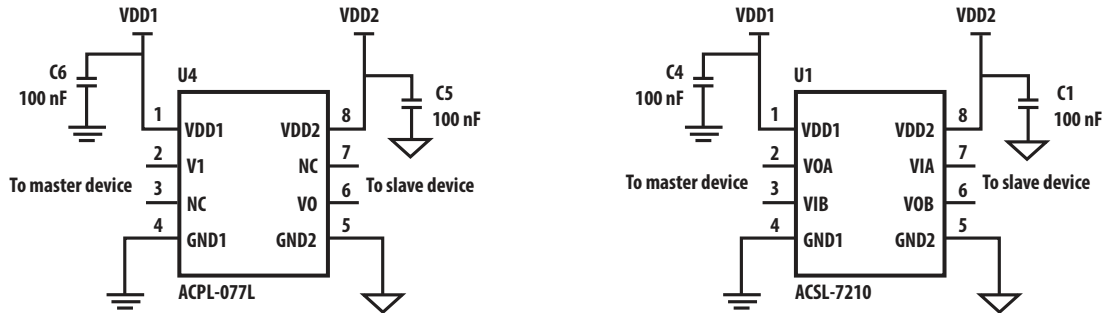 VDD1
VDD2
C6
100 nF
U4
C5
100 nF
1
VDD1
VDD2
8
2
V1
NC
7
To master device
To slave device
3
NC
VO
6
4
GND1
GND2
5
ACPL-077L
VDD1
VDD2
C4
100 nF
U1
C1
100 nF
1
VDD1
VDD2
8
2
VOA
VIA
7
To master device
To slave device
3
VIB
VOB
6
4
GND1
GND2
5
ACSL-7210